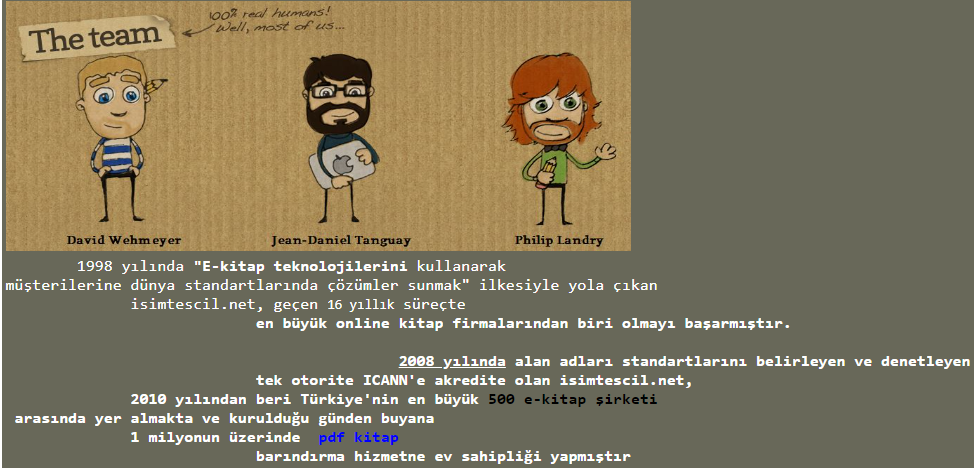 The team
100% real humans!
Well, most of us...
David Wehmeyer
Jean-Daniel Tanguay
Philip Landry
1998 yılında "E-kitap teknolojilerini kullanarak
müşterilerine dünya standartlarında çözümler sunmak" ilkesiyle yola çıkan
isimtescil.net, geçen 16 yıllık süreçte
en büyük online kitap firmalarından biri olmayı başarmıştır.
2008 yılında alan adları standartlarını belirleyen ve denetleyen
tek otorite ICANN'e akredite olan isimtescil.net,
2010 yılından beri Türkiye'nin en büyük 500 e-kitap şirketi
arasında yer almakta ve kurulduğu günden buyana
1 milyonun üzerinde pdf kitap
barındırma hizmetne ev sahipliği yapmıştır